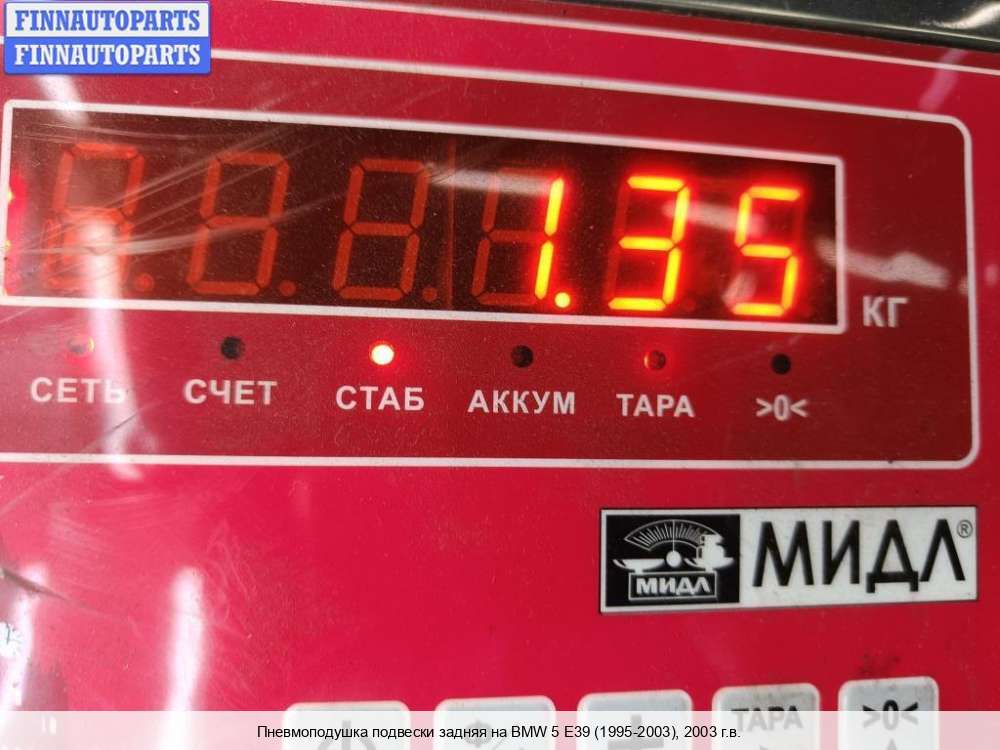 FINNAUTOPARTS
FINNAUTOPARTS
1.35
КГ
СЕТЬ СЧЕТ СТАБ АККУМ ТАРА >0<
МИДЛ МИДЛ®
ТАРА >0<
Пневмоподушка подвески задняя на BMW 5 E39 (1995-2003), 2003 г.в.